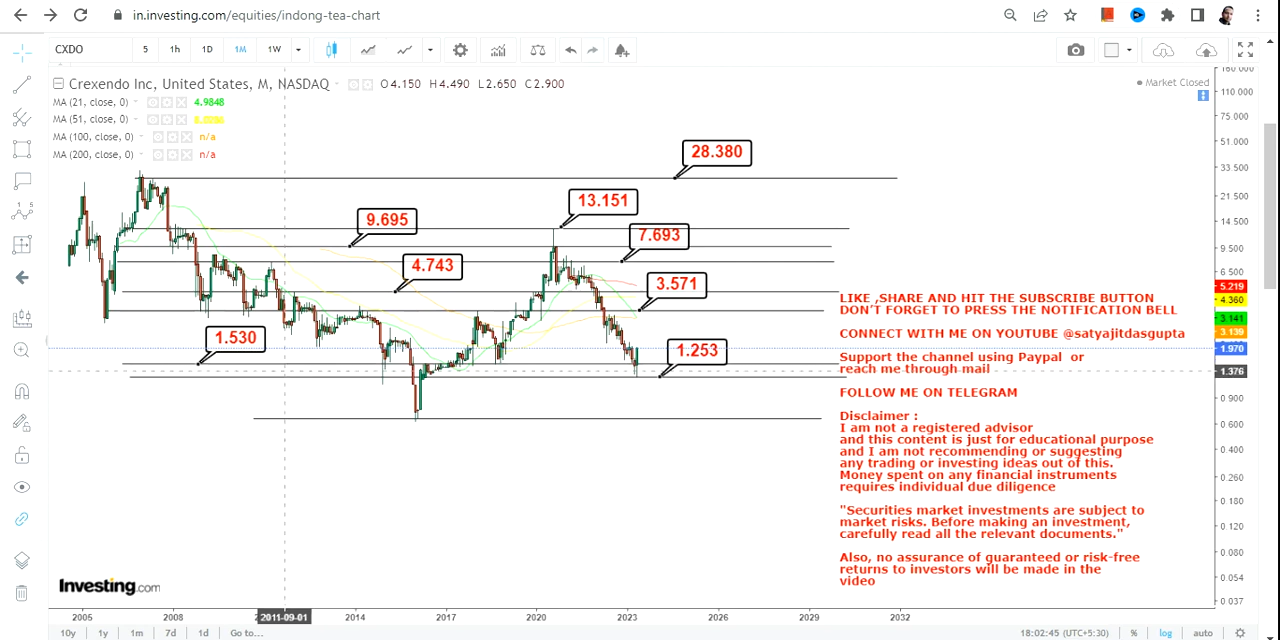 in.investing.com/equities/indong-tea-chart
CXDO 5 1h 1D 1M 1W
Crexendo Inc, United States, M, NASDAQ O4.150 H4.490 L2.650 C2.900
Market Closed
MA (21, close, 0) 4.9848
MA (51, close, 0)
MA (100, close, 0) n/a
MA (200, close, 0) n/a
28.380
13.151
9.695
7.693
4.743
3.571
1.530
1.253
LIKE ,SHARE AND HIT THE SUBSCRIBE BUTTON
DON'T FORGET TO PRESS THE NOTIFICATION BELL
CONNECT WITH ME ON YOUTUBE @satyajitdasgupta
Support the channel using Paypal or
reach me through mail
FOLLOW ME ON TELEGRAM
Disclaimer :
I am not a registered advisor
and this content is just for educational purpose
and I am not recommending or suggesting
any trading or investing ideas out of this.
Money spent on any financial instruments
requires individual due diligence
"Securities market investments are subject to
market risks. Before making an investment,
carefully read all the relevant documents."
Also, no assurance of guaranteed or risk-free
returns to investors will be made in the
video
160.000
110.000
75.000
51.000
33.500
21.500
14.500
9.500
6.500
5.219
4.360
3.141
3.139
1.970
1.376
0.900
0.600
0.400
0.260
0.180
0.120
0.080
0.054
0.037
Investing.com
2005 2008 2011-09-01 2014 2017 2020 2023 2026 2029 2032
10y 1y 1m 7d 1d Go to... 18:02:45 (UTC+5:30) % log auto